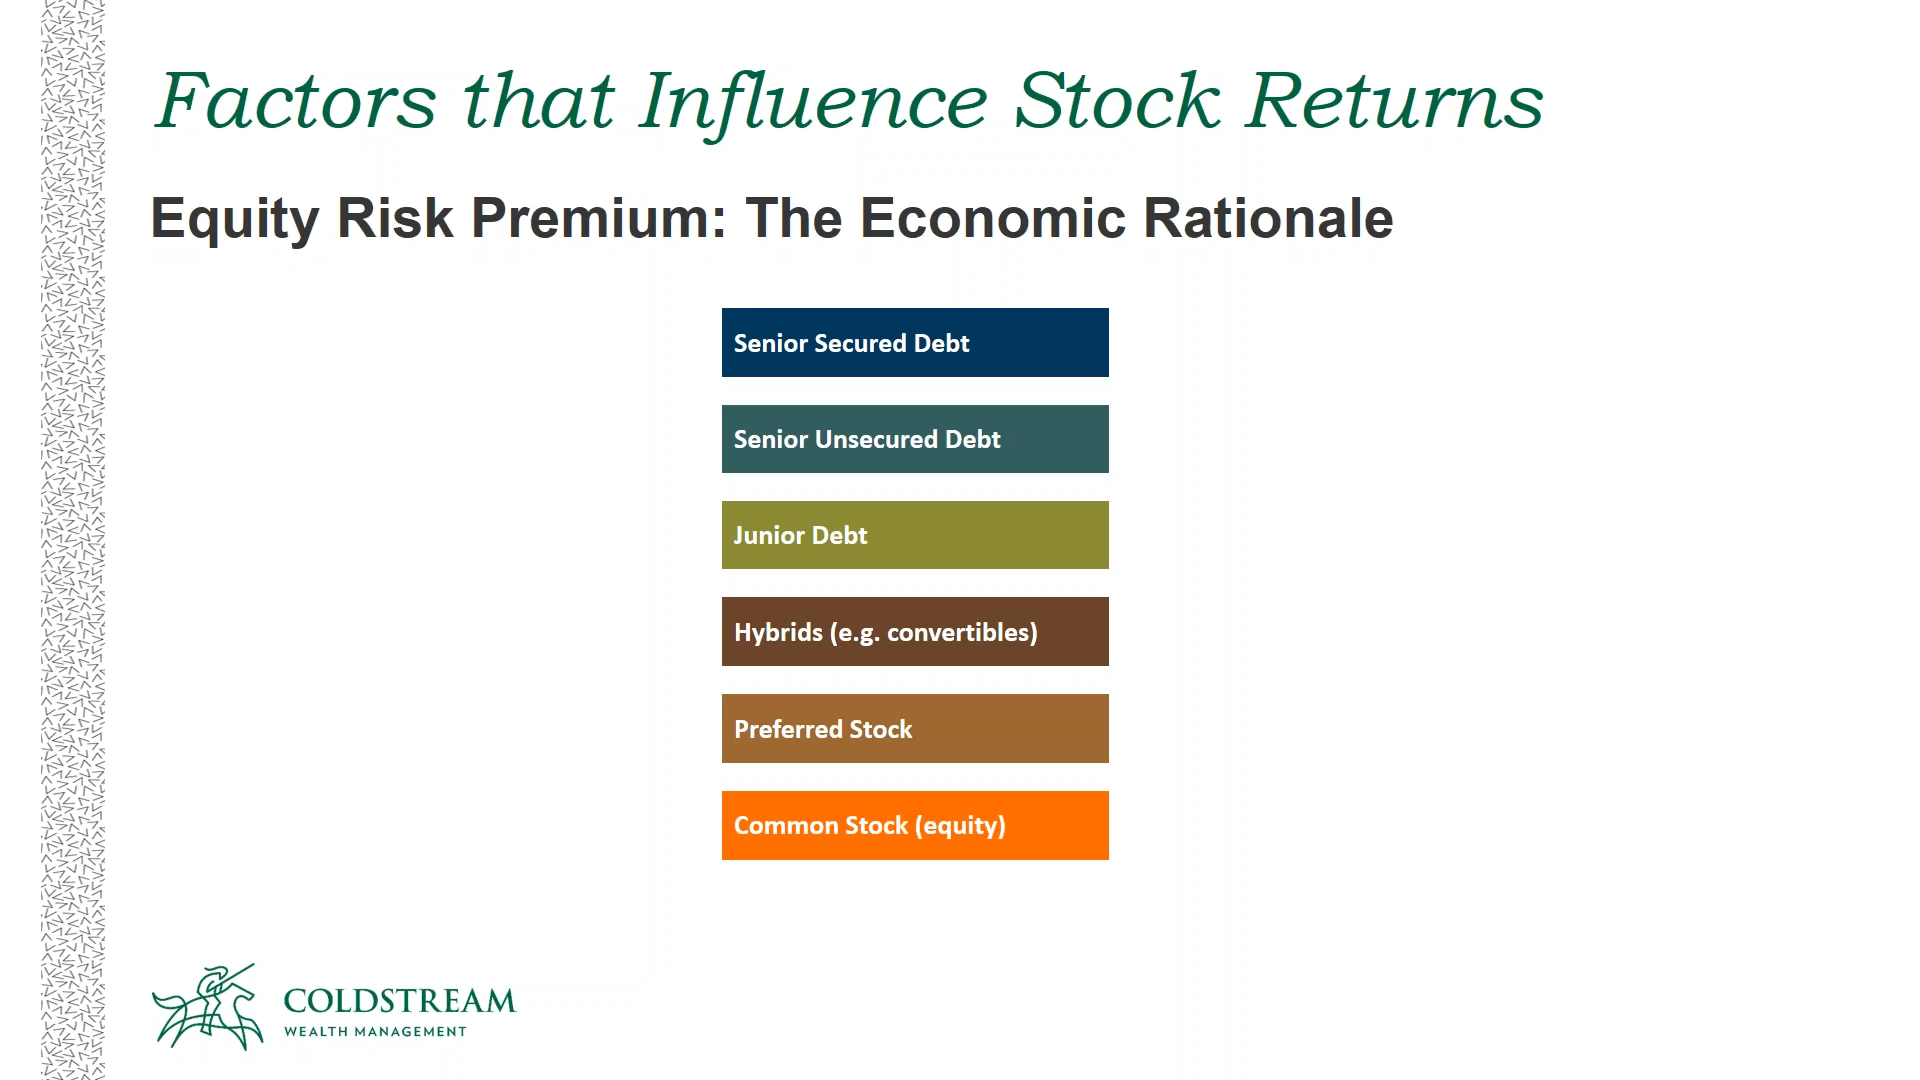 Factors that Influence Stock Returns
Equity Risk Premium: The Economic Rationale
Senior Secured Debt
Senior Unsecured Debt
Junior Debt
Hybrids (e.g. convertibles)
Preferred Stock
Common Stock (equity)
COLDSTREAM
WEALTH MANAGEMENT